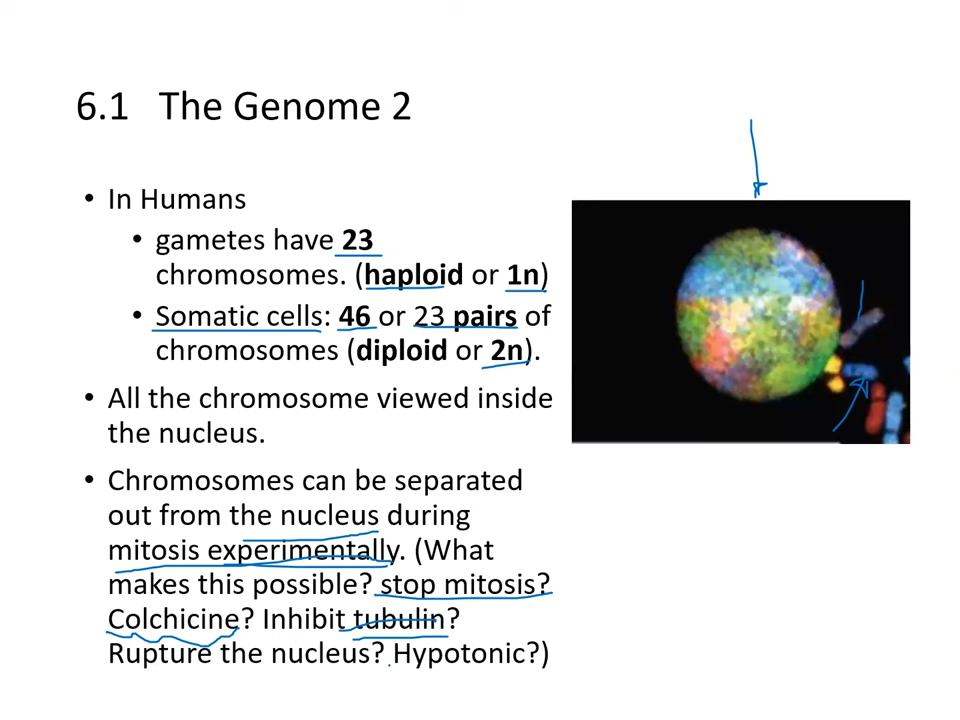 6.1 The Genome 2
• In Humans
• gametes have 23
chromosomes. (haploid or 1n)
• Somatic cells: 46 or 23 pairs of
chromosomes (diploid or 2n).
• All the chromosome viewed inside
the nucleus.
• Chromosomes can be separated
out from the nucleus during
mitosis experimentally. (What
makes this possible? stop mitosis?
Colchicine? Inhibit tubulin?
Rupture the nucleus? Hypotonic?)